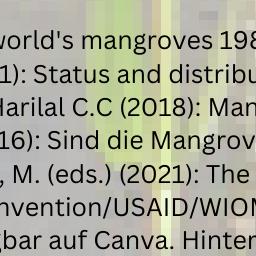 world's mangroves 198
1): Status and distribu
Harilal C.C (2018): Man
16): Sind die Mangrov
, M. (eds.) (2021): The
nvention/USAID/WIOM
gbar auf Canva. Hinter